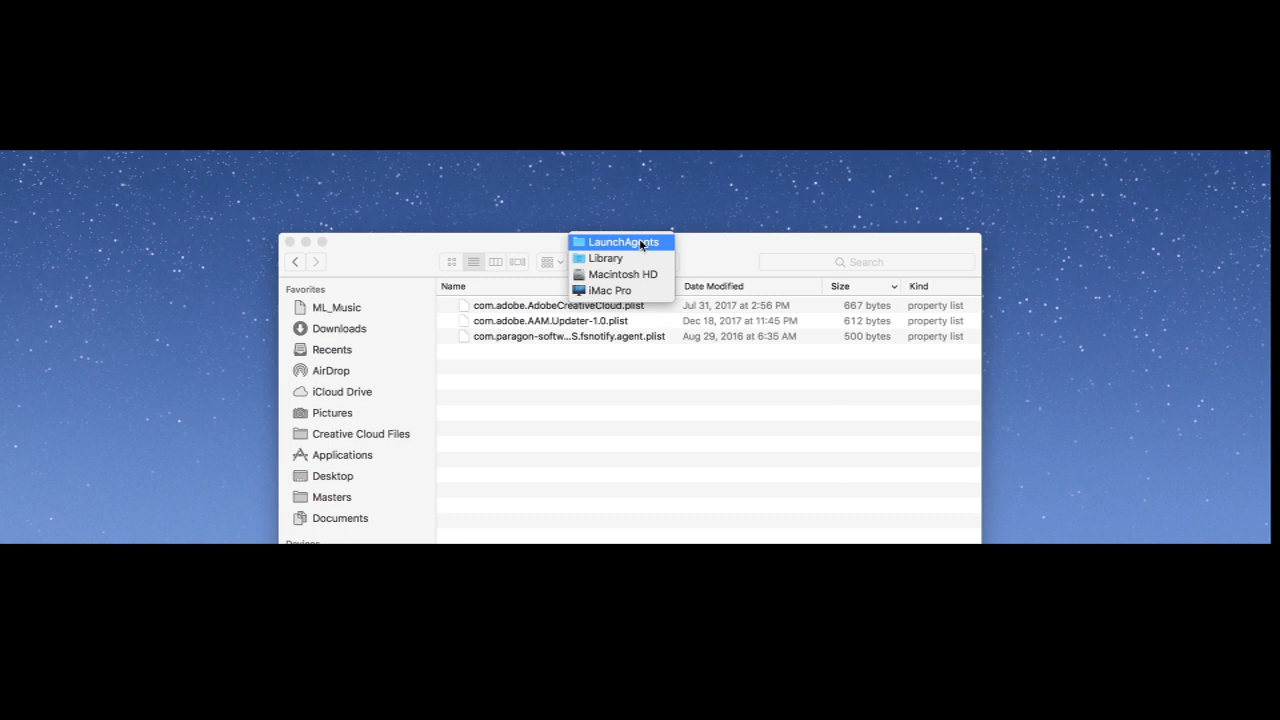 LaunchAgents
Library
Macintosh HD
iMac Pro
Search
Favorites
ML_Music
Downloads
Recents
AirDrop
iCloud Drive
Pictures
Creative Cloud Files
Applications
Desktop
Masters
Documents
Devices
Name Date Modified Size Kind
com.adobe.AdobeCreativeCloud.plist Jul 31, 2017 at 2:56 PM 667 bytes property list
com.adobe.AAM.Updater-1.0.plist Dec 18, 2017 at 11:45 PM 612 bytes property list
com.paragon-softw...S.fsnotify.agent.plist Aug 29, 2016 at 6:35 AM 500 bytes property list